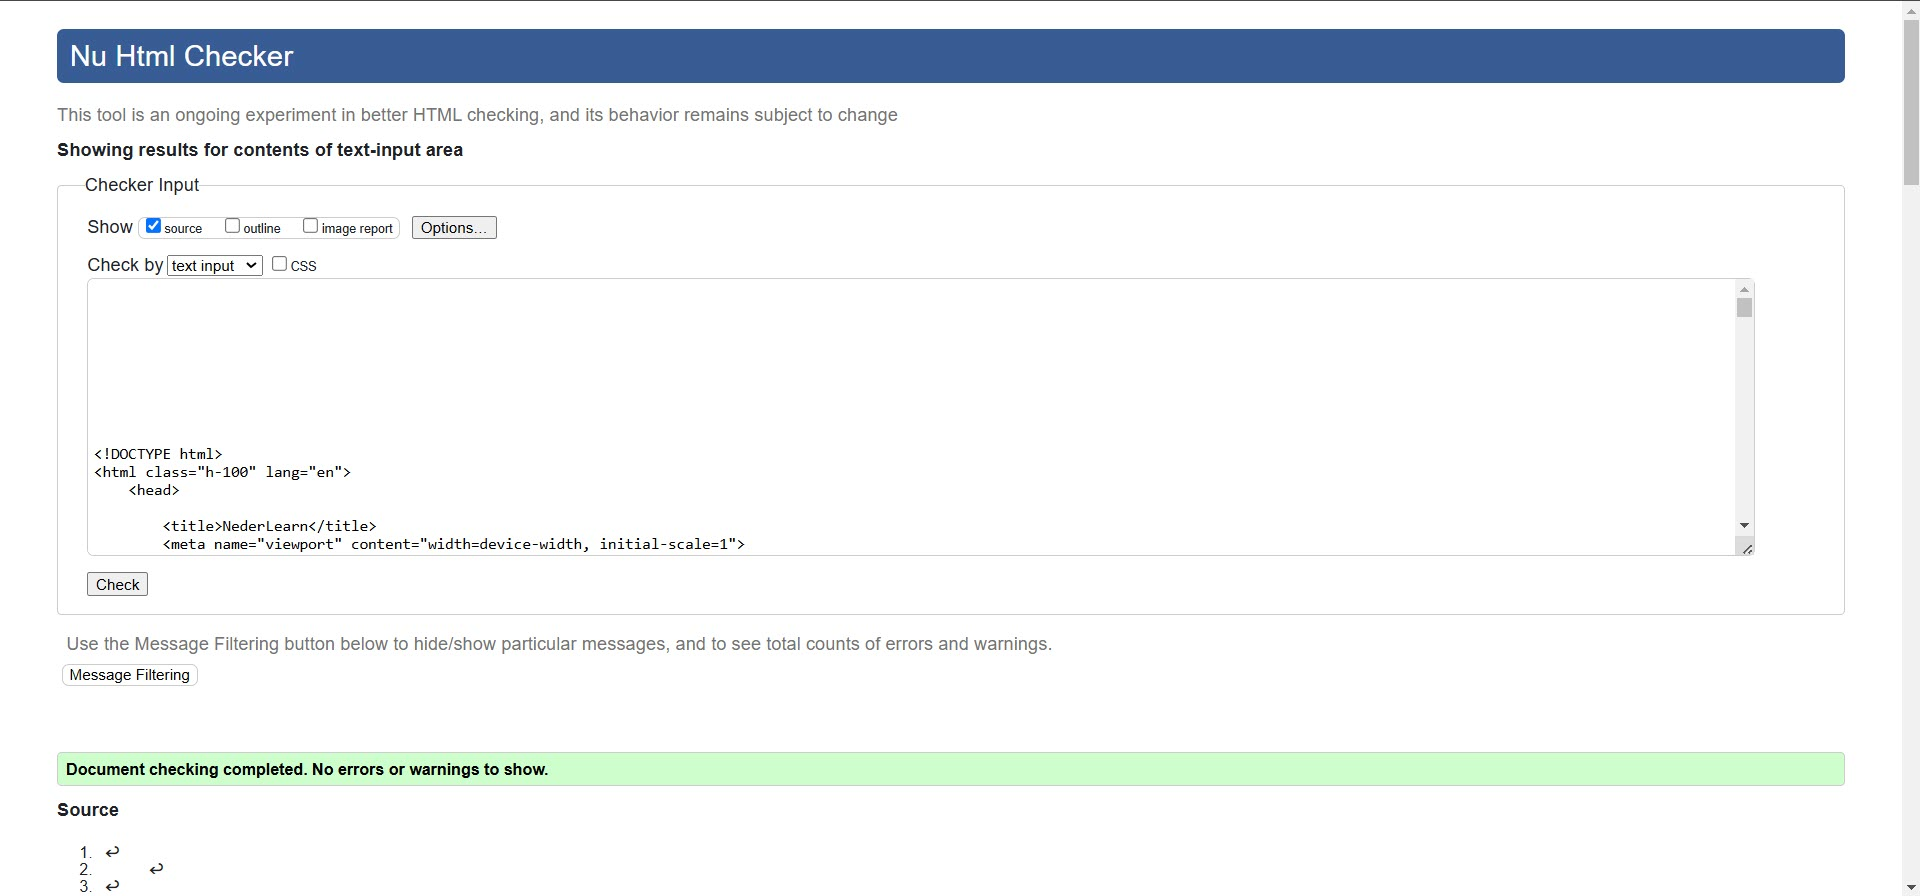 Nu Html Checker
This tool is an ongoing experiment in better HTML checking, and its behavior remains subject to change
Showing results for contents of text-input area
Checker Input
Show source outline image report Options...
Check by text input CSS
<!DOCTYPE html>
<html class="h-100" lang="en">
<head>
<title>NederLearn</title>
<meta name="viewport" content="width=device-width, initial-scale=1">
Check
Use the Message Filtering button below to hide/show particular messages, and to see total counts of errors and warnings.
Message Filtering
Document checking completed. No errors or warnings to show.
Source
1. ↩
2. ↩
3. ↩